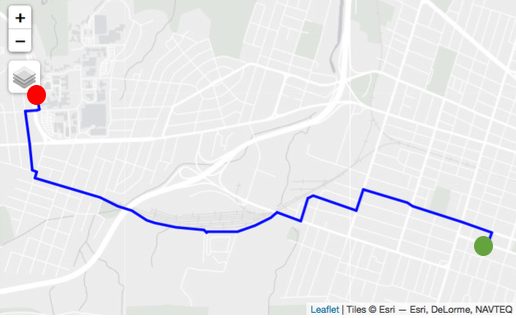 +
−
Leaflet | Tiles © Esri — Esri, DeLorme, NAVTEQ